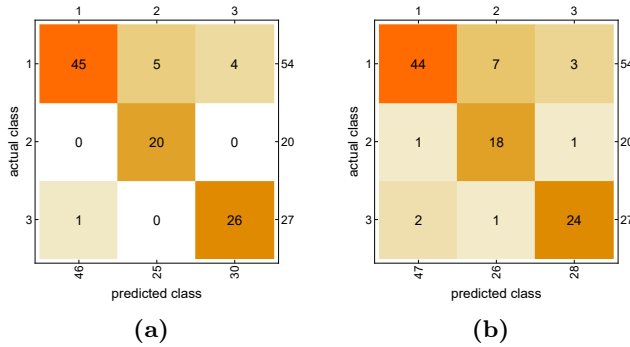 1 2 3
1 45 5 4 54
actual class
2 0 20 0 20
3 1 0 26 27
46 25 30
predicted class
(a)
1 2 3
1 44 7 3 54
actual class
2 1 18 1 20
3 2 1 24 27
47 26 28
predicted class
(b)